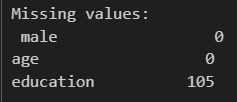 Missing values:
male 0
age 0
education 105